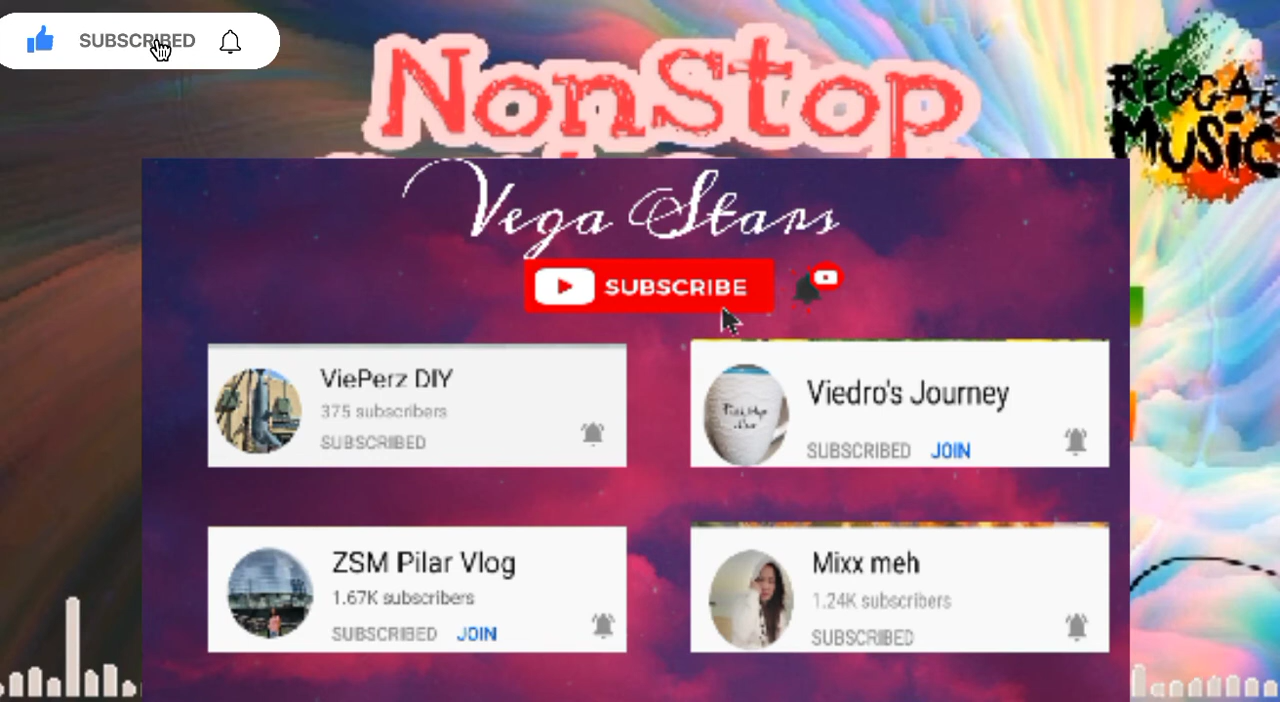 SUBSCRIBED
NonStop
REGGAE
MUSIC
Vega Stars
SUBSCRIBE
ViePerz DIY
375 subscribers
SUBSCRIBED
Viedro's Journey
SUBSCRIBED JOIN
ZSM Pilar Vlog
1.67K subscribers
SUBSCRIBED JOIN
Mixx meh
1.24K subscribers
SUBSCRIBED